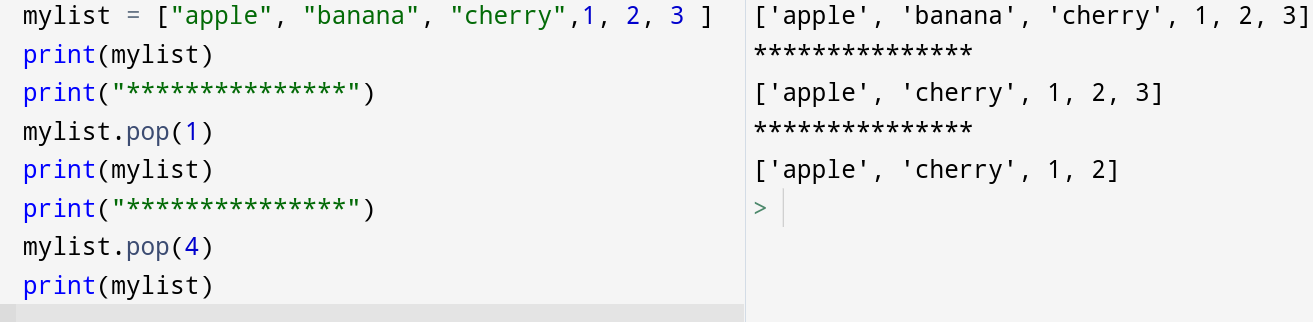 mylist = ["apple", "banana", "cherry",1, 2, 3 ]
print(mylist)
print("***************")
mylist.pop(1)
print(mylist)
print("***************")
mylist.pop(4)
print(mylist)
['apple', 'banana', 'cherry', 1, 2, 3]
***************
['apple', 'cherry', 1, 2, 3]
***************
['apple', 'cherry', 1, 2]
>